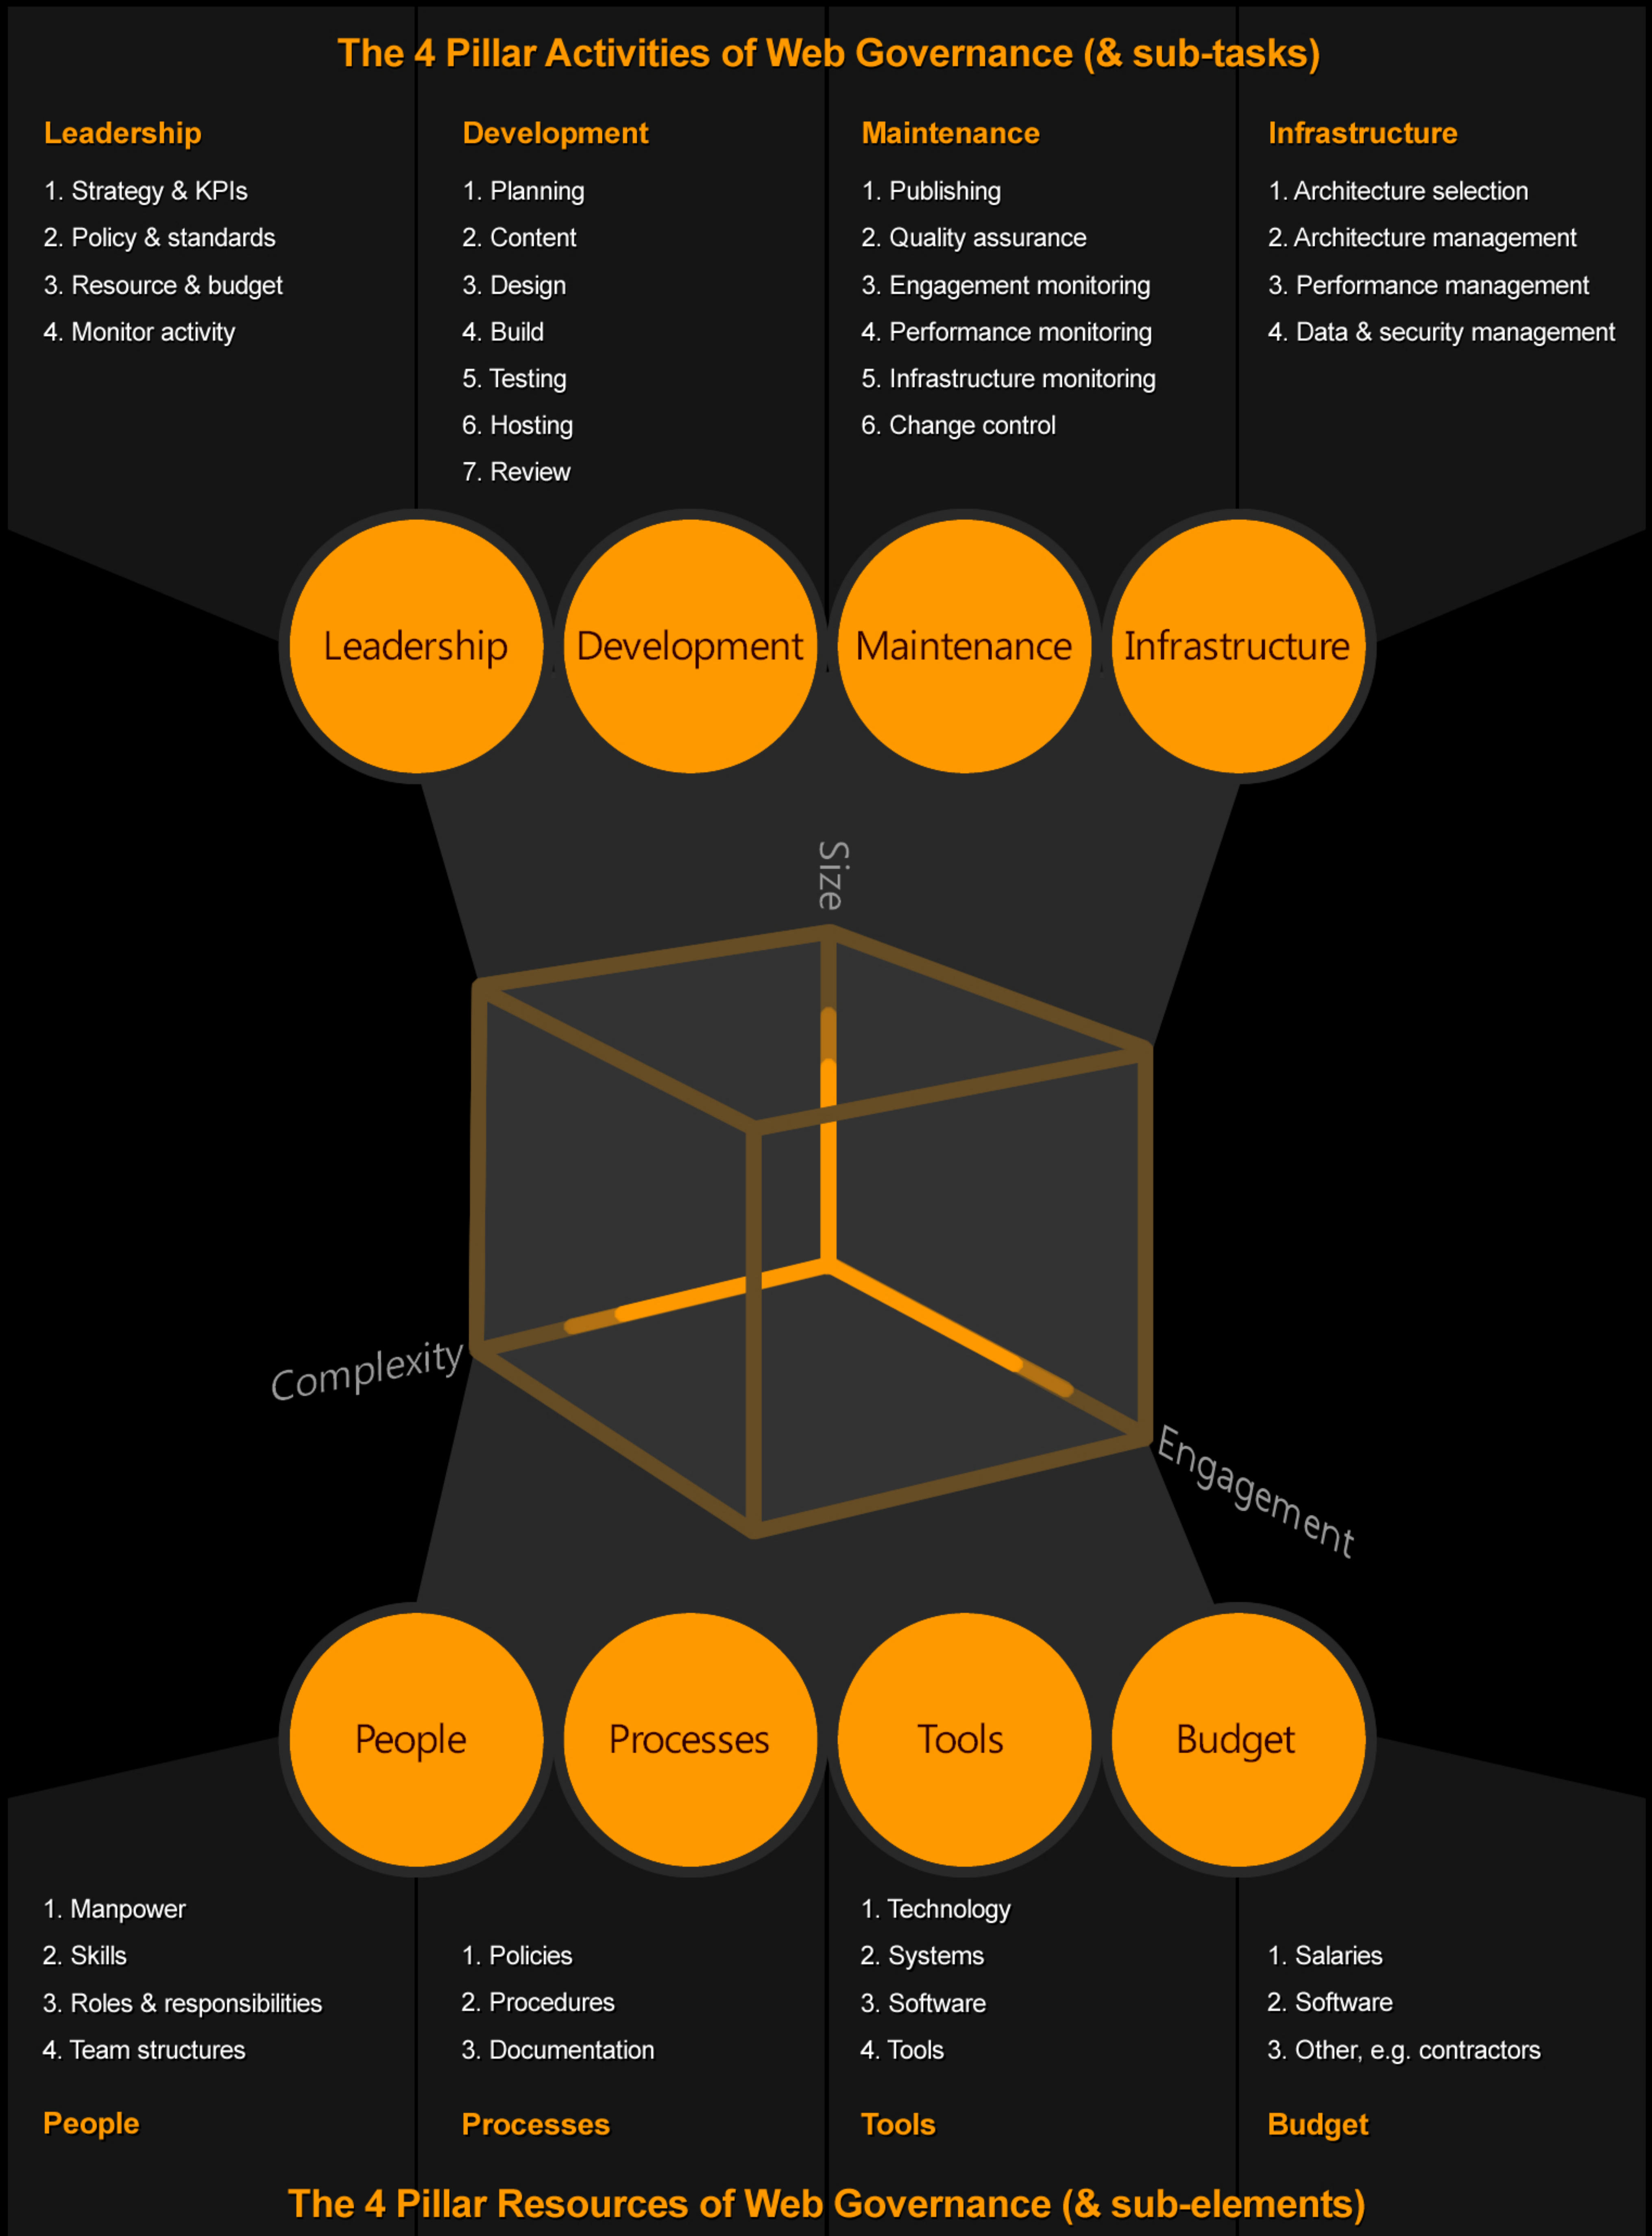 The 4 Pillar Activities of Web Governance (& sub-tasks)
Leadership
1. Strategy & KPIs
2. Policy & standards
3. Resource & budget
4. Monitor activity
Development
1. Planning
2. Content
3. Design
4. Build
5. Testing
6. Hosting
7. Review
Maintenance
1. Publishing
2. Quality assurance
3. Engagement monitoring
4. Performance monitoring
5. Infrastructure monitoring
6. Change control
Infrastructure
1. Architecture selection
2. Architecture management
3. Performance management
4. Data & security management
Leadership
Development
Maintenance
Infrastructure
Size
Complexity
Engagement
People
Processes
Tools
Budget
1. Manpower
2. Skills
3. Roles & responsibilities
4. Team structures
People
1. Policies
2. Procedures
3. Documentation
Processes
1. Technology
2. Systems
3. Software
4. Tools
Tools
1. Salaries
2. Software
3. Other, e.g. contractors
Budget
The 4 Pillar Resources of Web Governance (& sub-elements)